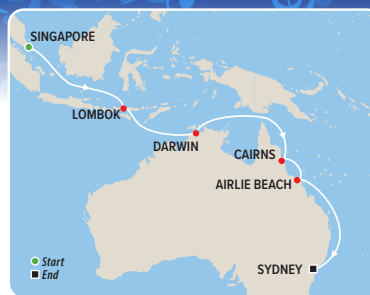 SINGAPORE
LOMBOK
DARWIN
CAIRNS
AIRLIE BEACH
SYDNEY
Start
End